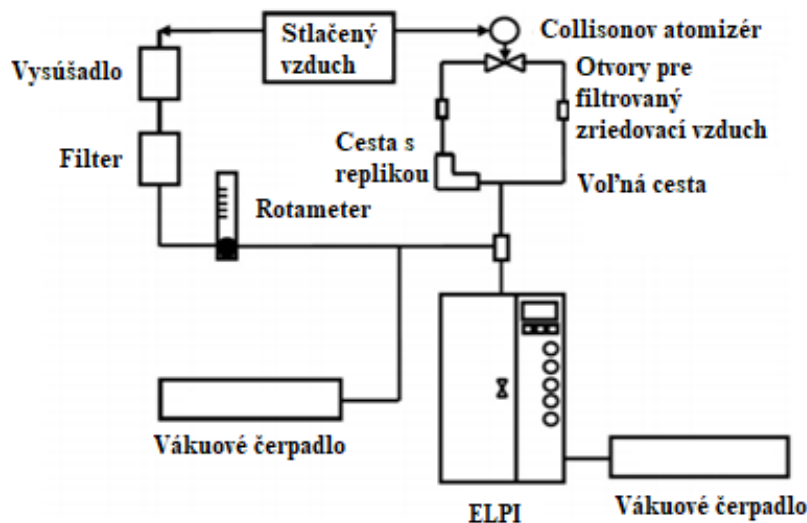 Stlačený
vzduch
Collisonov atomizér
Vysúšadlo
Otvory pre
filtrovaný
zriedovací vzduch
Filter
Cesta s
replikou
Voľná cesta
Rotameter
Vákuové čerpadlo
ELPI
Vákuové čerpadlo